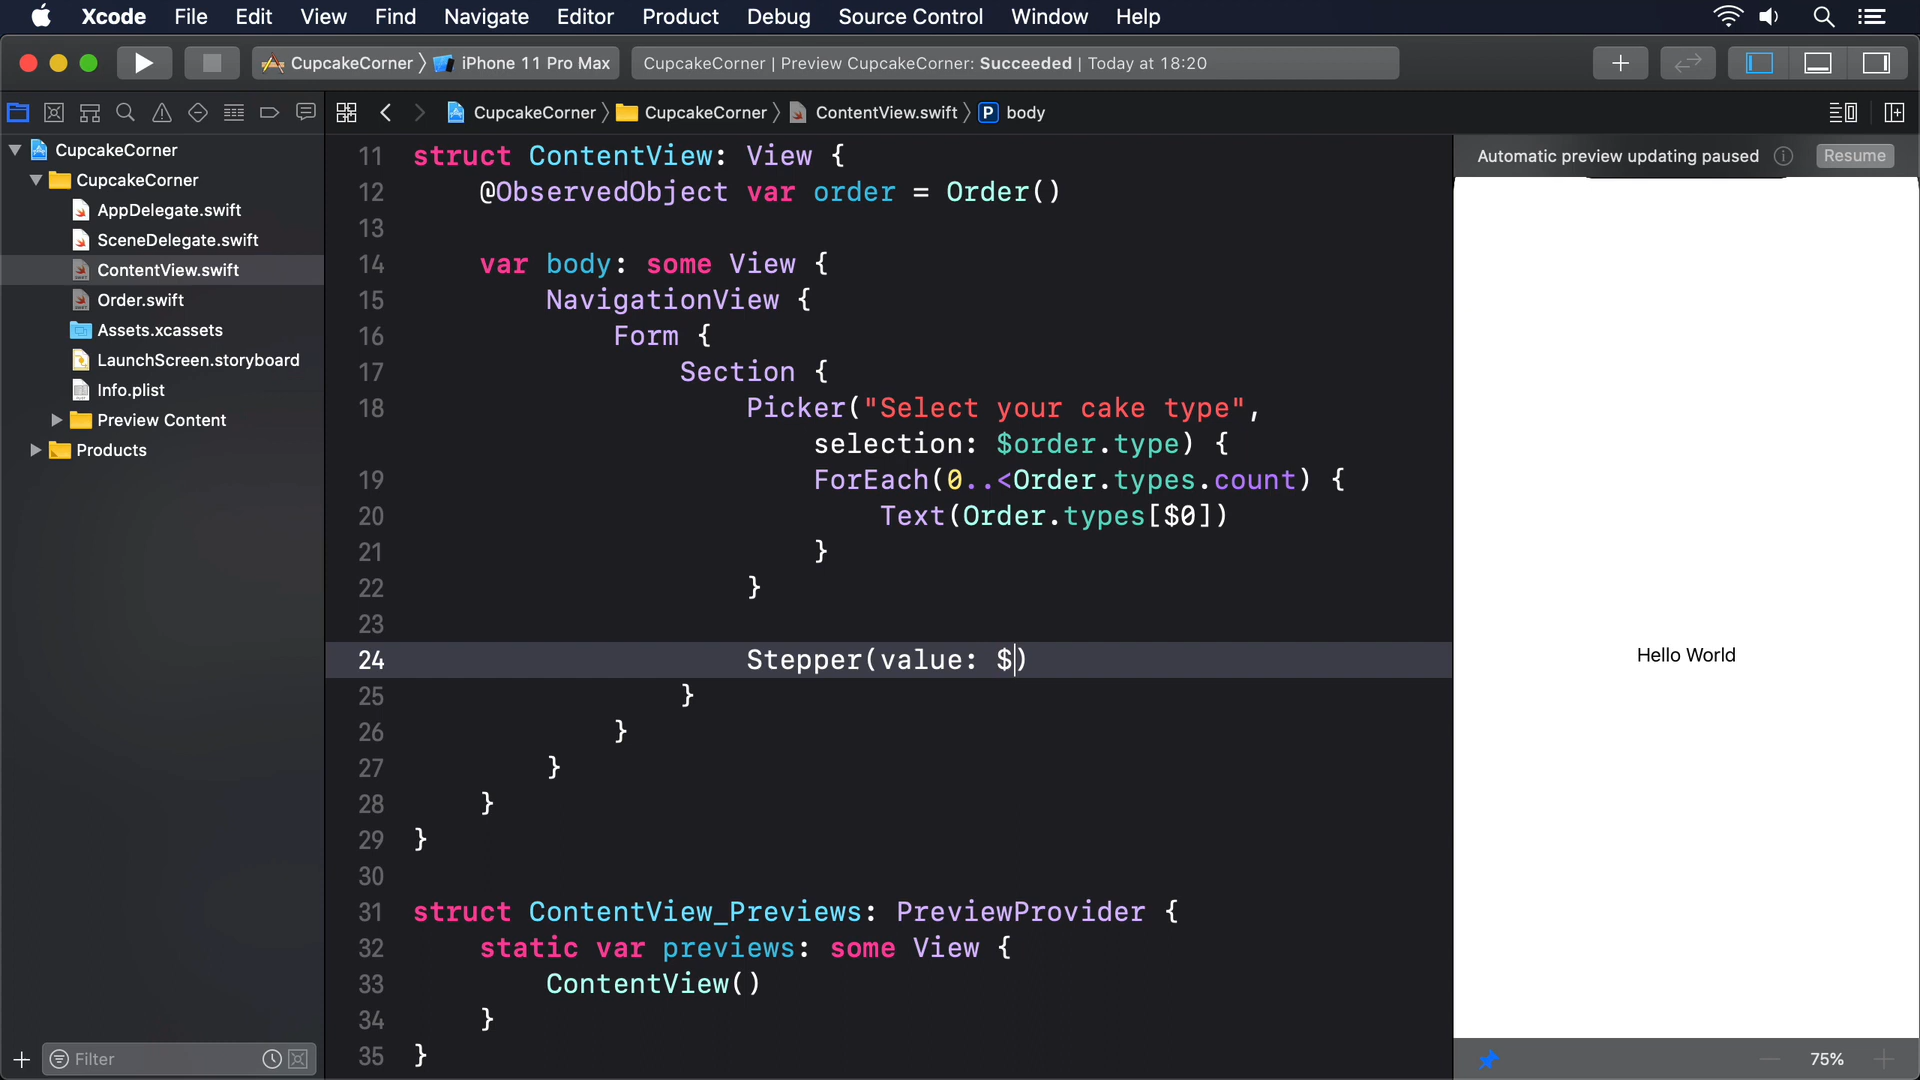 Xcode File Edit View Find Navigate Editor Product Debug Source Control Window Help
CupcakeCorner 〉 iPhone 11 Pro Max
CupcakeCorner | Preview CupcakeCorner: Succeeded | Today at 18:20
CupcakeCorner 〉 CupcakeCorner 〉 ContentView.swift 〉 P body
CupcakeCorner
CupcakeCorner
AppDelegate.swift
SceneDelegate.swift
ContentView.swift
Order.swift
Assets.xcassets
LaunchScreen.storyboard
Info.plist
Preview Content
Products
Filter
11 struct ContentView: View {
12 @ObservedObject var order = Order()
13
14 var body: some View {
15 NavigationView {
16 Form {
17 Section {
18 Picker("Select your cake type",
selection: $order.type) {
19 ForEach(0..<Order.types.count) {
20 Text(Order.types[$0])
21 }
22 }
23
24 Stepper(value: $)
25 }
26 }
27 }
28 }
29 }
30
31 struct ContentView_Previews: PreviewProvider {
32 static var previews: some View {
33 ContentView()
34 }
35 }
Automatic preview updating paused
Resume
Hello World
75%